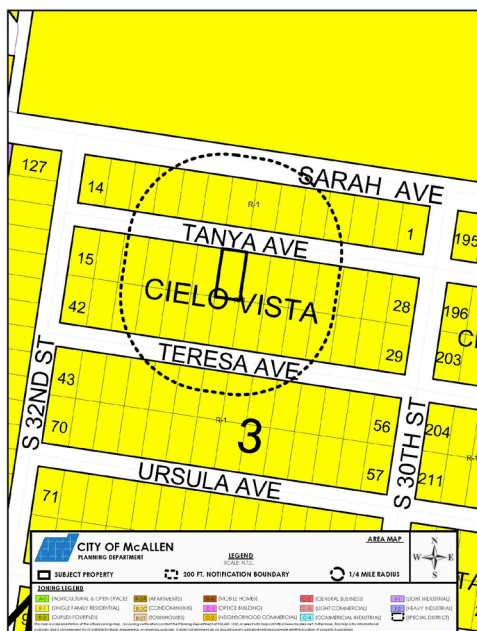 SARAH AVE
127
14
R-1
1
195
TANYA AVE
15
CIELO VISTA
28
196
42
29
203
TERESA AVE
S 32ND ST
43
R-1
3
56
204
70
57
211
S 30TH ST
URSULA AVE
71
CITY OF McALLEN
PLANNING DEPARTMENT
AREA MAP
LEGEND
SCALE: N.T.S.
N
W E
S
SUBJECT PROPERTY
200 FT. NOTIFICATION BOUNDARY
1/4 MILE RADIUS
ZONING LEGEND
(AGRICULTURAL & OPEN SPACE)
(APARTMENTS)
(MOBILE HOMES)
(GENERAL BUSINESS)
(LIGHT INDUSTRIAL)
R-1 (SINGLE FAMILY RESIDENTIAL)
(CONDOMINIUMS)
(OFFICE BUILDING)
(LIGHT COMMERCIAL)
(HEAVY INDUSTRIAL)
R-2 (DUPLEX-FOURPLEX)
(TOWNHOUSES)
(NEIGHBORHOOD COMMERCIAL)
(COMMERCIAL INDUSTRIAL)
(SPECIAL DISTRICT)